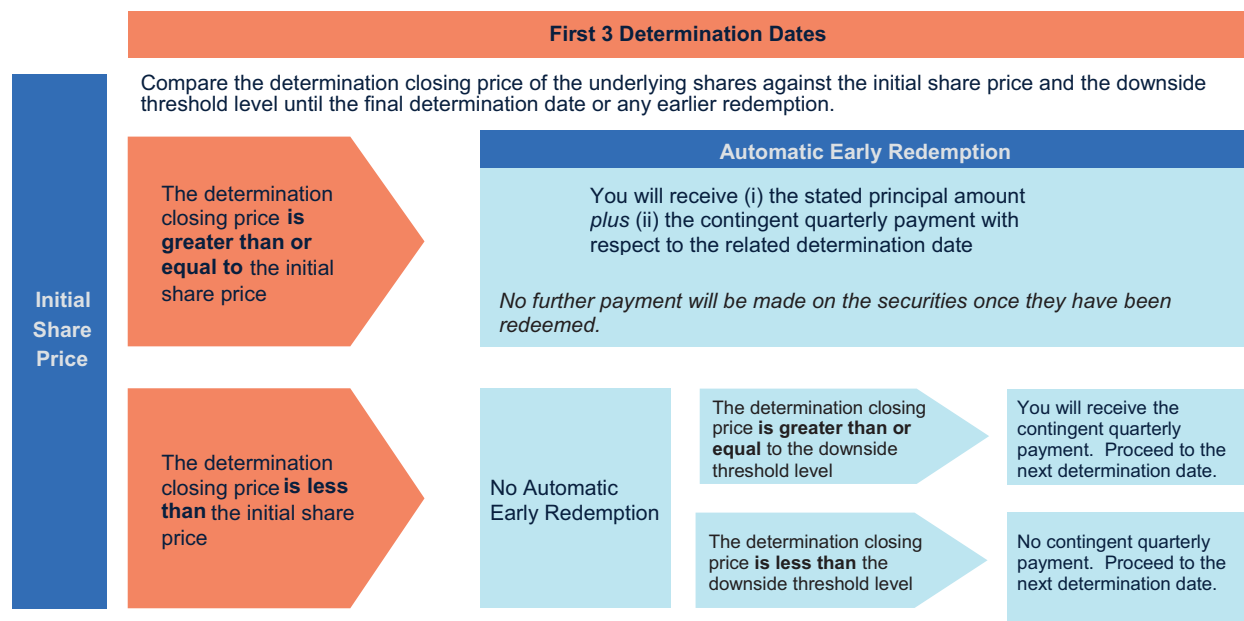 First 3 Determination Dates
Compare the determination closing price of the underlying shares against the initial share price and the downside
threshold level until the final determination date or any earlier redemption.
Initial
Share
Price
The determination
closing price is
greater than or
equal to the initial
share price
Automatic Early Redemption
You will receive (i) the stated principal amount
plus (ii) the contingent quarterly payment with
respect to the related determination date
No further payment will be made on the securities once they have been
redeemed.
The determination
closing price is less
than the initial share
price
No Automatic
Early Redemption
The determination closing
price is greater than or
equal to the downside
threshold level
You will receive the
contingent quarterly
payment. Proceed to the
next determination date.
The determination closing
price is less than the
downside threshold level
No contingent quarterly
payment. Proceed to the
next determination date.